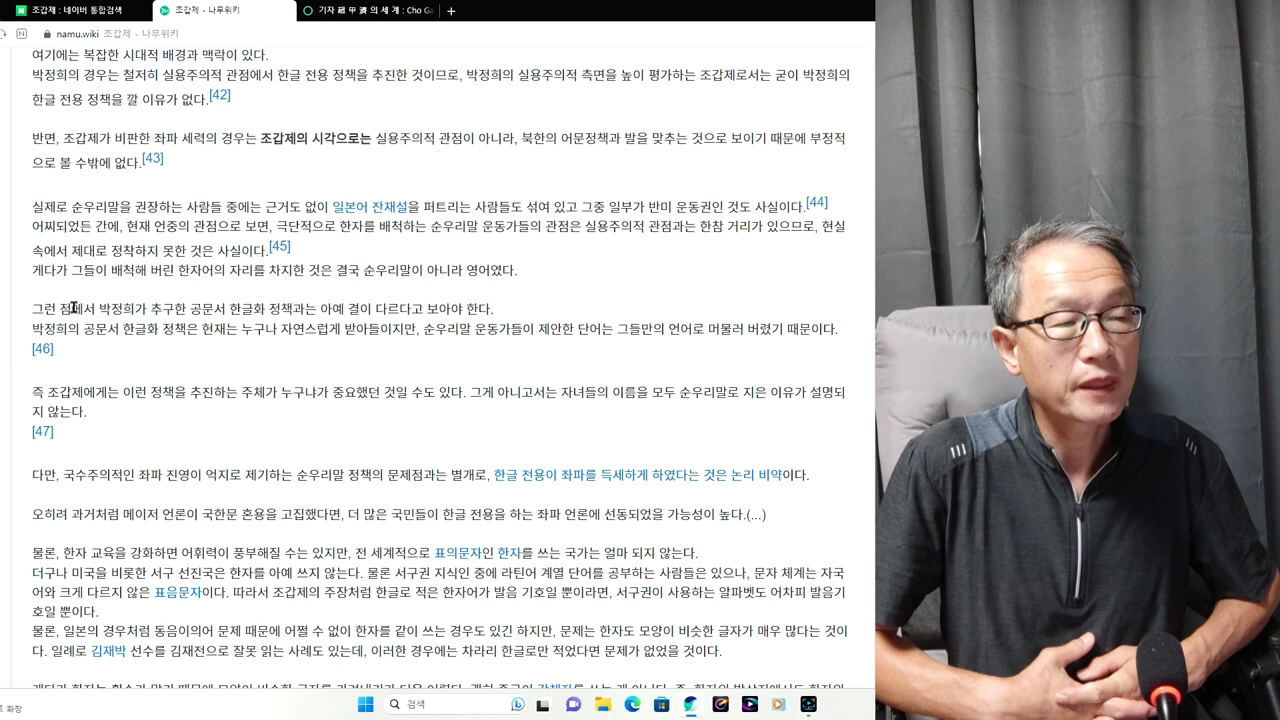 조갑제 : 네이버 통합검색
조갑제 - 나무위키
기자 趙 甲 濟 의 세 계 : Cho Ga
namu.wiki 조갑제 - 나무위키
여기에는 복잡한 시대적 배경과 맥락이 있다.
박정희의 경우는 철저히 실용주의적 관점에서 한글 전용 정책을 추진한 것이므로, 박정희의 실용주의적 측면을 높이 평가하는 조갑제로서는 굳이 박정희의
한글 전용 정책을 깔 이유가 없다.[42]
반면, 조갑제가 비판한 좌파 세력의 경우는 조갑제의 시각으로는 실용주의적 관점이 아니라, 북한의 어문정책과 발을 맞추는 것으로 보이기 때문에 부정적
으로 볼 수밖에 없다.[43]
실제로 순우리말을 권장하는 사람들 중에는 근거도 없이 일본어 잔재설을 퍼트리는 사람들도 섞여 있고 그중 일부가 반미 운동권인 것도 사실이다.[44]
어찌되었든 간에, 현재 언중의 관점으로 보면, 극단적으로 한자를 배척하는 순우리말 운동가들의 관점은 실용주의적 관점과는 한참 거리가 있으므로, 현실
속에서 제대로 정착하지 못한 것은 사실이다.[45]
게다가 그들이 배척해 버린 한자어의 자리를 차지한 것은 결국 순우리말이 아니라 영어였다.
그런 점에서 박정희가 추구한 공문서 한글화 정책과는 아예 결이 다르다고 보아야 한다.
박정희의 공문서 한글화 정책은 현재는 누구나 자연스럽게 받아들이지만, 순우리말 운동가들이 제안한 단어는 그들만의 언어로 머물러 버렸기 때문이다.
[46]
즉 조갑제에게는 이런 정책을 추진하는 주체가 누구냐가 중요했던 것일 수도 있다. 그게 아니고서는 자녀들의 이름을 모두 순우리말로 지은 이유가 설명되
지 않는다.
[47]
다만, 국수주의적인 좌파 진영이 억지로 제기하는 순우리말 정책의 문제점과는 별개로, 한글 전용이 좌파를 득세하게 하였다는 것은 논리 비약이다.
오히려 과거처럼 메이저 언론이 국한문 혼용을 고집했다면, 더 많은 국민들이 한글 전용을 하는 좌파 언론에 선동되었을 가능성이 높다.(...)
물론, 한자 교육을 강화하면 어휘력이 풍부해질 수는 있지만, 전 세계적으로 표의문자인 한자를 쓰는 국가는 얼마 되지 않는다.
더구나 미국을 비롯한 서구 선진국은 한자를 아예 쓰지 않는다. 물론 서구권 지식인 중에 라틴어 계열 단어를 공부하는 사람들은 있으나, 문자 체계는 자국
어와 크게 다르지 않은 표음문자이다. 따라서 조갑제의 주장처럼 한글로 적은 한자어가 발음 기호일 뿐이라면, 서구권이 사용하는 알파벳도 어차피 발음기
호일 뿐이다.
물론, 일본의 경우처럼 동음이의어 문제 때문에 어쩔 수 없이 한자를 같이 쓰는 경우도 있긴 하지만, 문제는 한자도 모양이 비슷한 글자가 매우 많다는 것이
다. 일례로 김재박 선수를 김재전으로 잘못 읽는 사례도 있는데, 이러한 경우에는 차라리 한글로만 적었다면 문제가 없었을 것이다.
검색